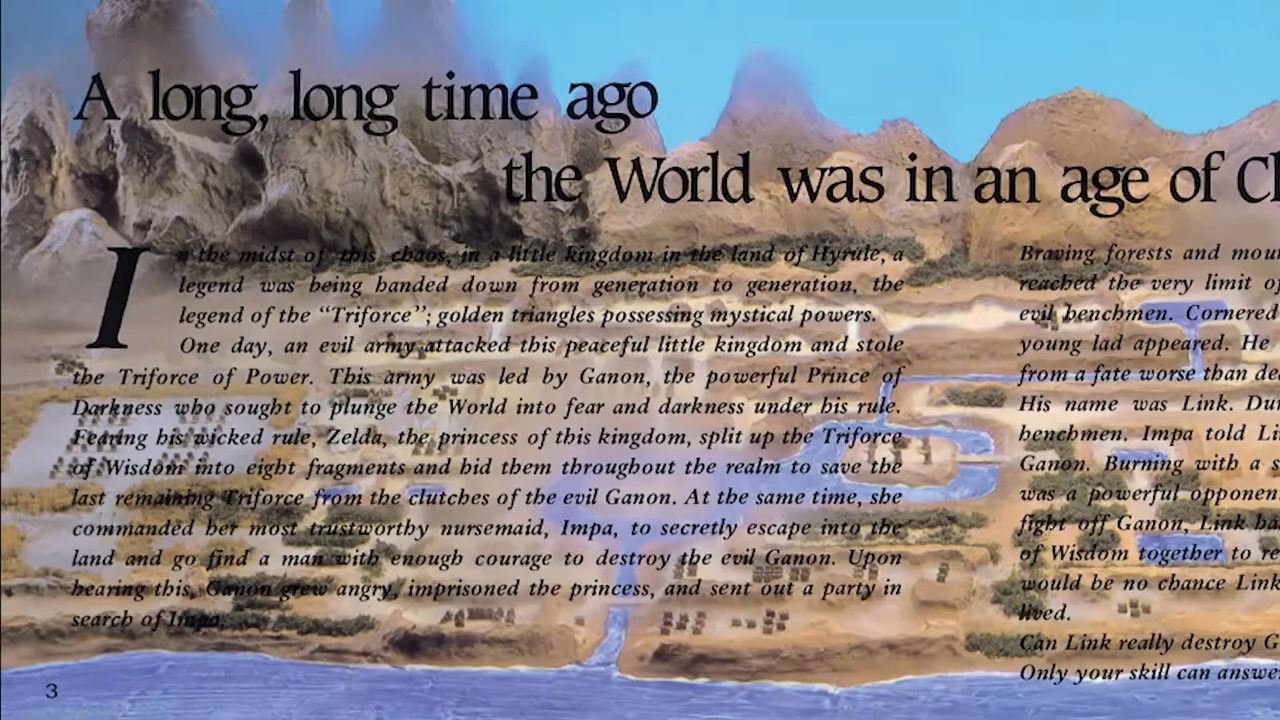 A long, long time ago
the World was in an age of
In the midst of this chaos, in a little kingdom in the land of Hyrule, a
legend was being handed down from generation to generation, the
legend of the “Triforce”; golden triangles possessing mystical powers.
One day, an evil army attacked this peaceful little kingdom and stole
the Triforce of Power. This army was led by Ganon, the powerful Prince of
Darkness who sought to plunge the World into fear and darkness under his rule.
Fearing his wicked rule, Zelda, the princess of this kingdom, split up the Triforce
of Wisdom into eight fragments and hid them throughout the realm to save the
last remaining Triforce from the clutches of the evil Ganon. At the same time, she
commanded her most trustworthy nursemaid, Impa, to secretly escape into the
land and go find a man with enough courage to destroy the evil Ganon. Upon
hearing this, Ganon grew angry, imprisoned the princess, and sent out a party in
search of Impa.
Braving forests and
reached the very limit
evil henchmen. Cornered
young lad appeared. He
from a fate worse than
His name was Link.
henchmen. Impa told
Ganon. Burning with a
was a powerful
fight off Ganon, Link
of Wisdom together to
would be no chance Link
lived.
Can Link really destroy
Only your skill can
3